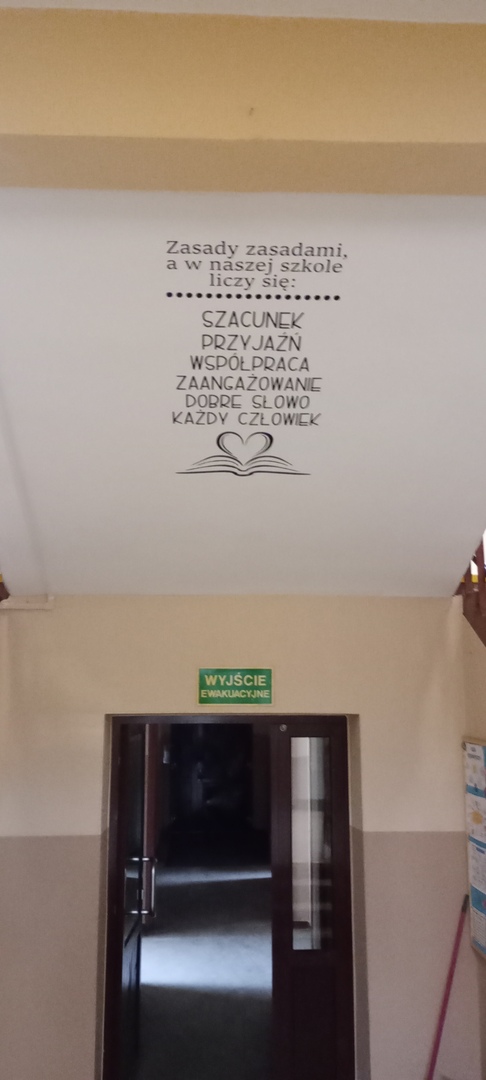 Zasady zasadami,
a w naszej szkole
liczy się:
SZACUNEK
PRZYJAŹŃ
WSPÓŁPRACA
ZAANGAŻOWANIE
DOBRE SŁOWO
KAŻDY CZŁOWIEK
WYJŚCIE
EWAKUACYJNE